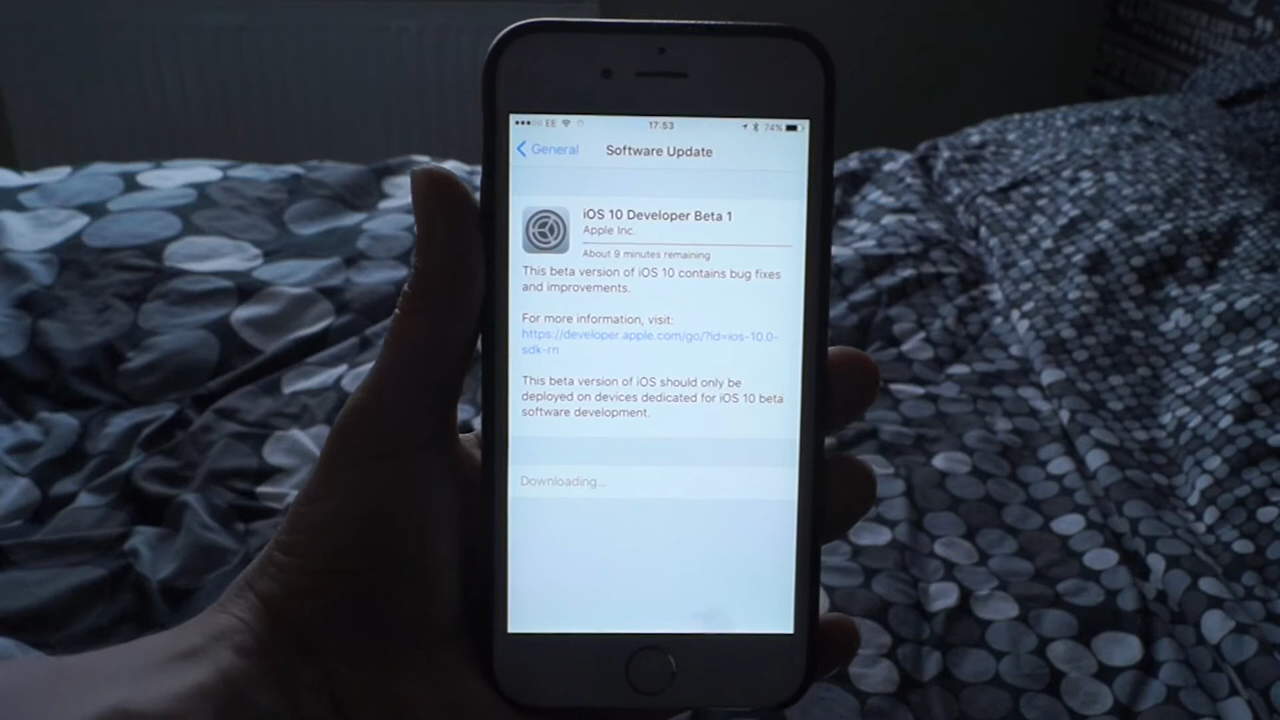 EE 17:53 74%
General Software Update
iOS 10 Developer Beta 1
Apple Inc.
About 9 minutes remaining
This beta version of iOS 10 contains bug fixes
and improvements.
For more information, visit:
https://developer.apple.com/go/?id=ios-10.0-
sdk-rn
This beta version of iOS should only be
deployed on devices dedicated for iOS 10 beta
software development.
Downloading...